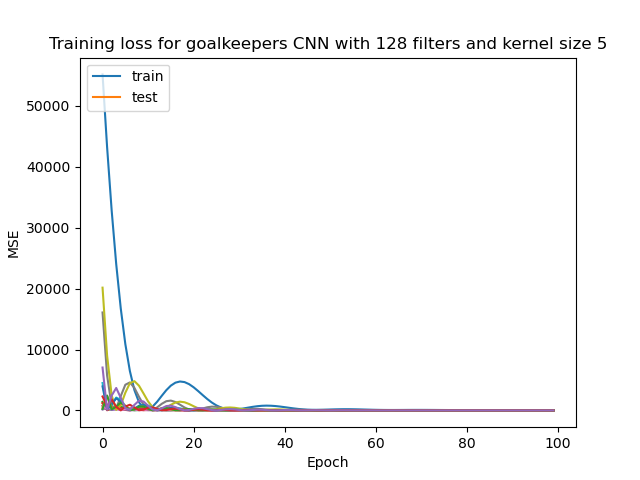 Training loss for goalkeepers CNN with 128 filters and kernel size 5
train
test
50000
40000
30000
20000
10000
0
MSE
0 20 40 60 80 100
Epoch